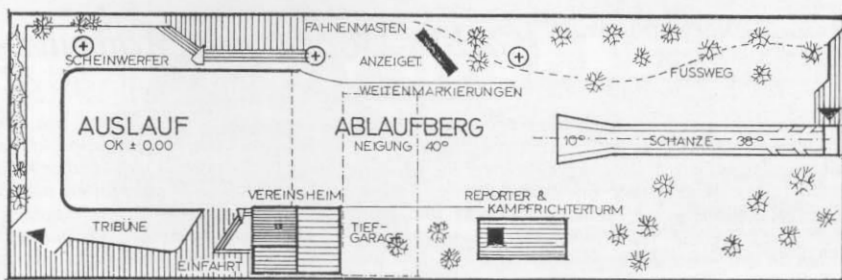 FAHNENMASTEN
SCHEINWERFER
ANZEIGET.
FÜSSWEG
WEITENMARKIERUNGEN
AUSLAUF
OK ± 0.00
ABLAUFBERG
NEIGUNG 40°
10° SCHANZE 38°
VEREINSHEIM
REPORTER &
KAMPFRICHTERTURM
TRIBÜNE
TIEF-
GARAGE
EINFAHRT